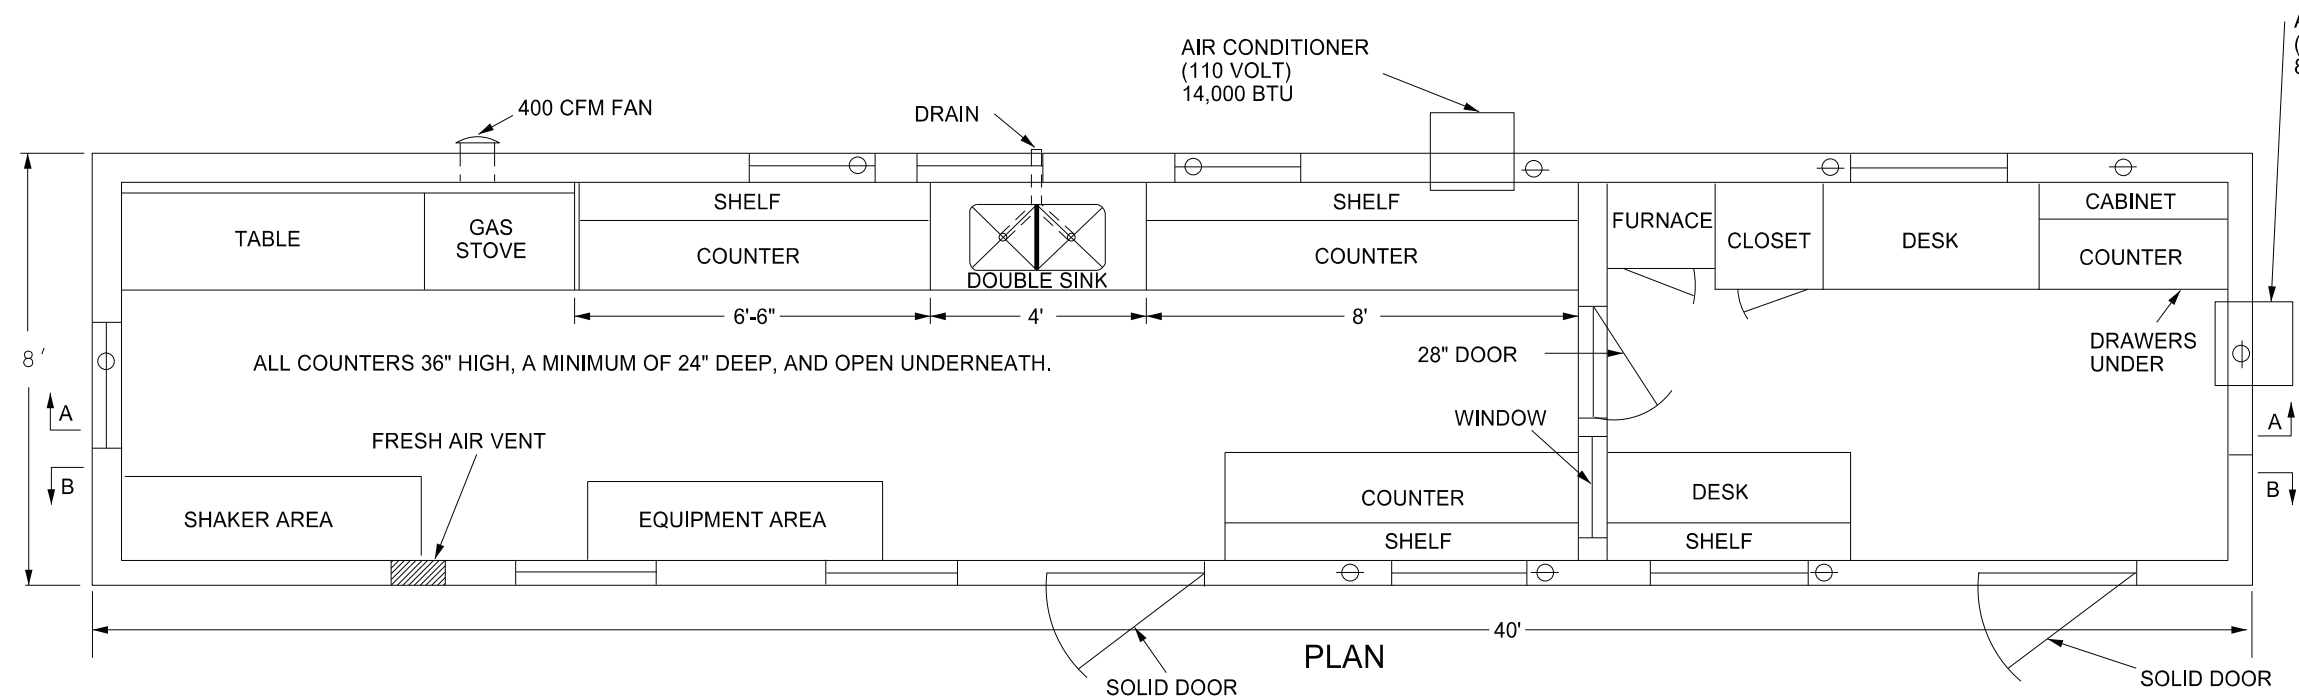 AIR CONDITIONER
(110 VOLT)
14,000 BTU
A
(
8
400 CFM FAN
DRAIN
SHELF
SHELF
CABINET
TABLE
GAS
STOVE
COUNTER
DOUBLE SINK
COUNTER
FURNACE
CLOSET
DESK
COUNTER
6'-6"
4'
8'
8'
ALL COUNTERS 36" HIGH, A MINIMUM OF 24" DEEP, AND OPEN UNDERNEATH.
28" DOOR
DRAWERS
UNDER
A
A
FRESH AIR VENT
WINDOW
B
B
SHAKER AREA
EQUIPMENT AREA
COUNTER
SHELF
DESK
SHELF
40'
PLAN
SOLID DOOR
SOLID DOOR